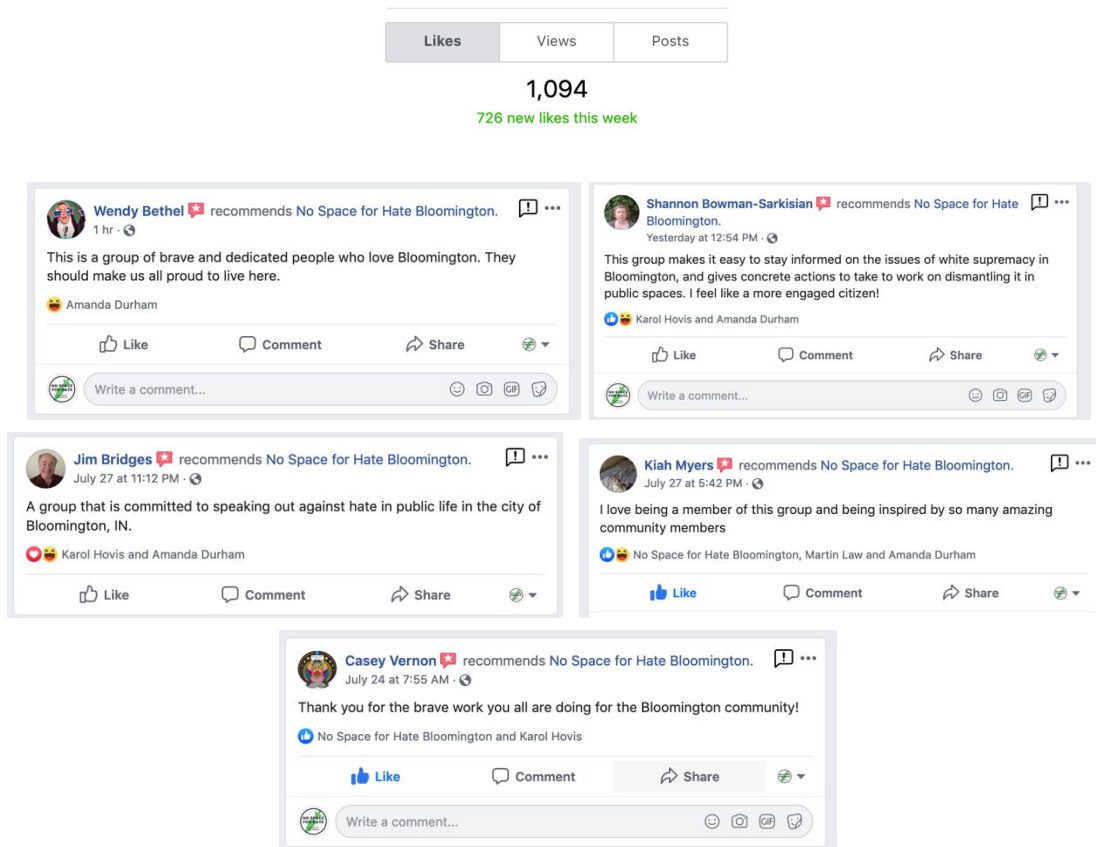 Likes Views Posts
1,094
726 new likes this week
Wendy Bethel recommends No Space for Hate Bloomington.
1 hr ·
This is a group of brave and dedicated people who love Bloomington. They
should make us all proud to live here.
Amanda Durham
Like Comment Share
Write a comment... GIF
Shannon Bowman-Sarkisian recommends No Space for Hate
Bloomington.
Yesterday at 12:54 PM ·
This group makes it easy to stay informed on the issues of white supremacy in
Bloomington, and gives concrete actions to take to work on dismantling it in
public spaces. I feel like a more engaged citizen!
Karol Hovis and Amanda Durham
Like Comment Share
Write a comment... GIF
Jim Bridges recommends No Space for Hate Bloomington.
July 27 at 11:12 PM ·
A group that is committed to speaking out against hate in public life in the city of
Bloomington, IN.
Karol Hovis and Amanda Durham
Like Comment Share
Kiah Myers recommends No Space for Hate Bloomington.
July 27 at 5:42 PM ·
I love being a member of this group and being inspired by so many amazing
community members
No Space for Hate Bloomington, Martin Law and Amanda Durham
Like Comment Share
Casey Vernon recommends No Space for Hate Bloomington.
July 24 at 7:55 AM ·
Thank you for the brave work you all are doing for the Bloomington community!
No Space for Hate Bloomington and Karol Hovis
Like Comment Share
Write a comment... GIF